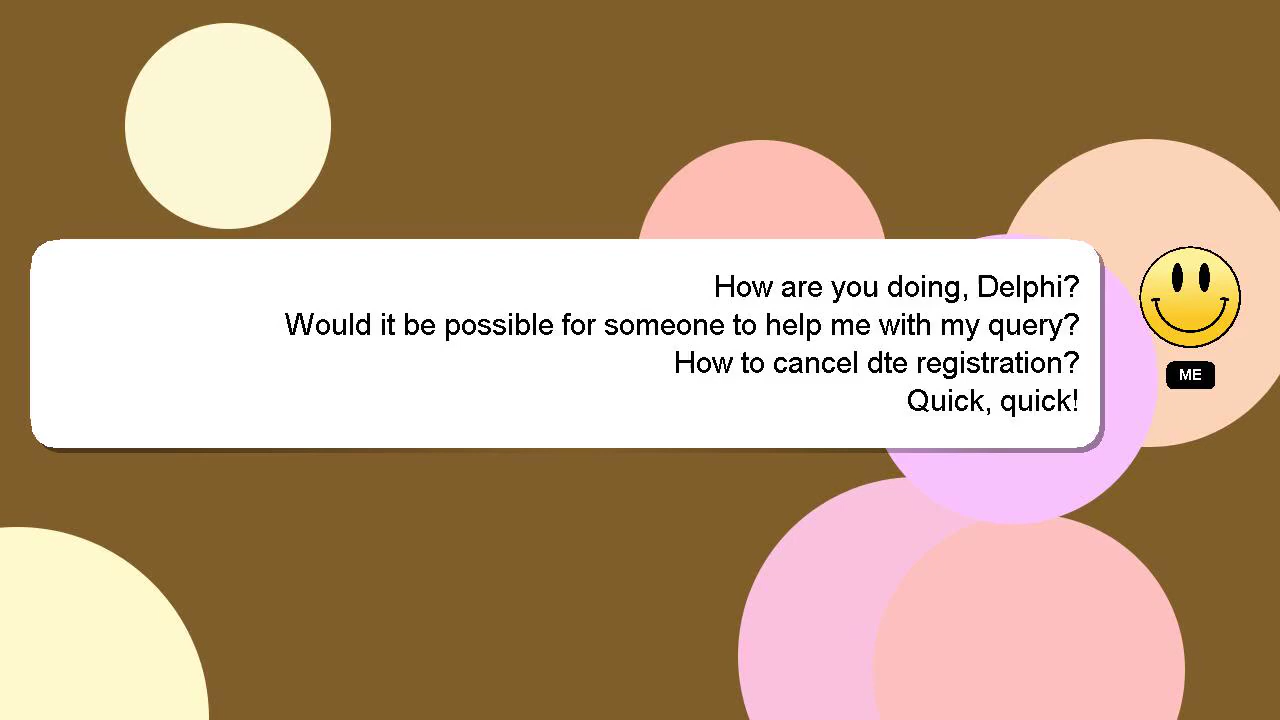 How are you doing, Delphi?
Would it be possible for someone to help me with my query?
How to cancel dte registration?
Quick, quick!
ME